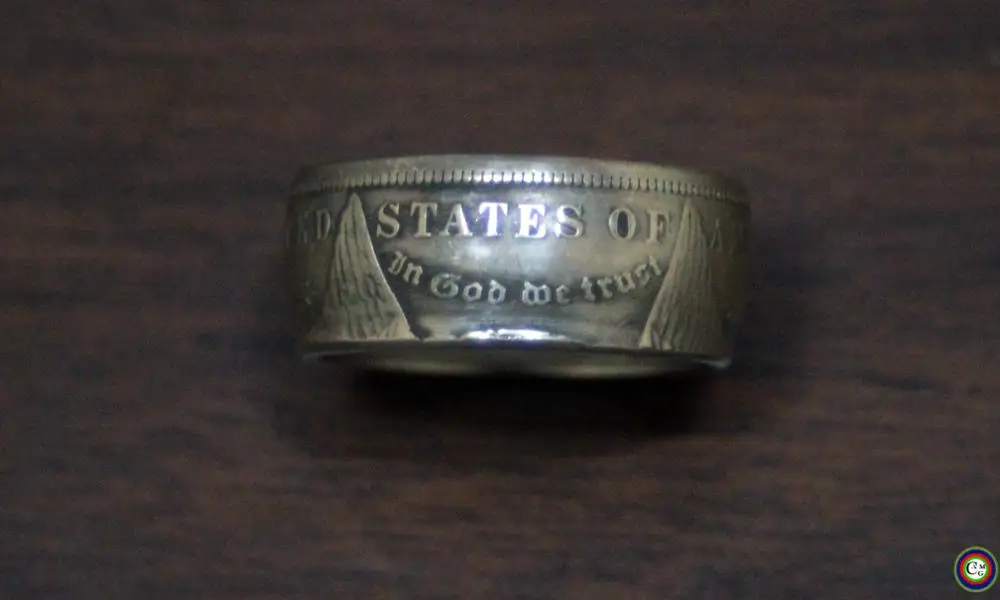 STATES OF
In God we trust